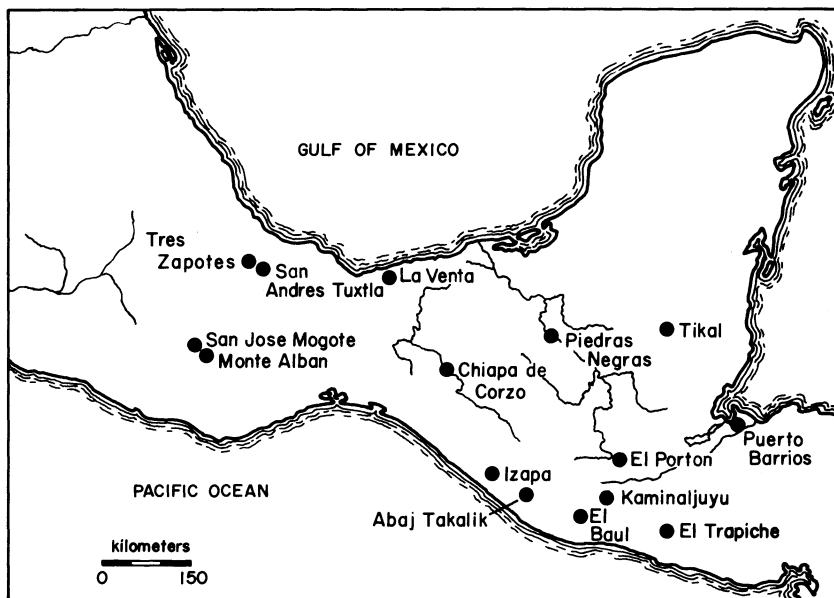 GULF OF MEXICO
Tres
Zapotes
San
Andres Tuxtla
La Venta
San Jose Mogote
Monte Alban
Chiapa de
Corzo
Piedras
Negras
Tikal
Puerto
Barrios
El Porton
Izapa
Abaj Takalik
Kaminaljuyu
El
Baul
El Trapiche
PACIFIC OCEAN
kilometers
0 150